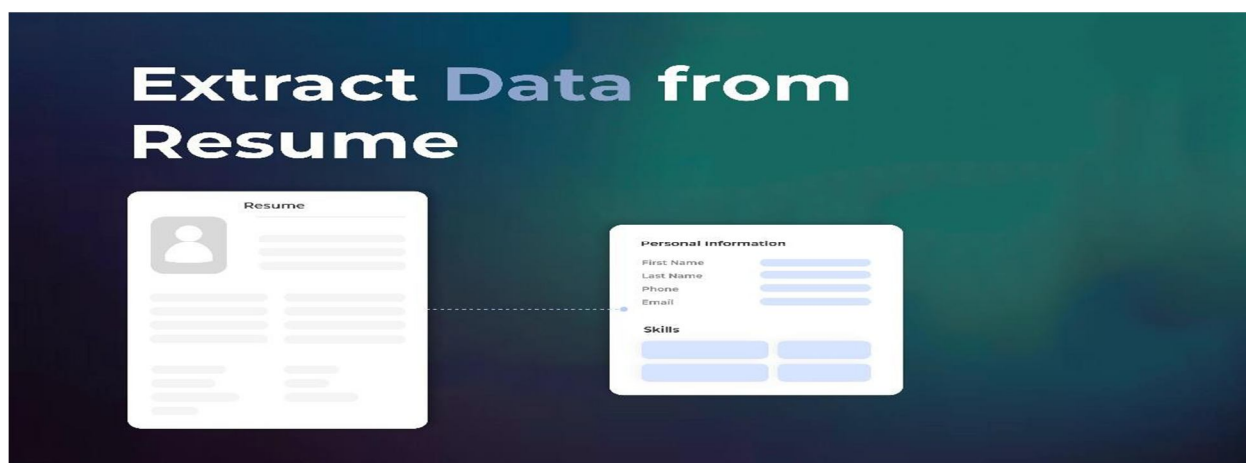 Extract Data from
Resume
Resume
Personal Information
First Name
Last Name
Phone
Email
Skills